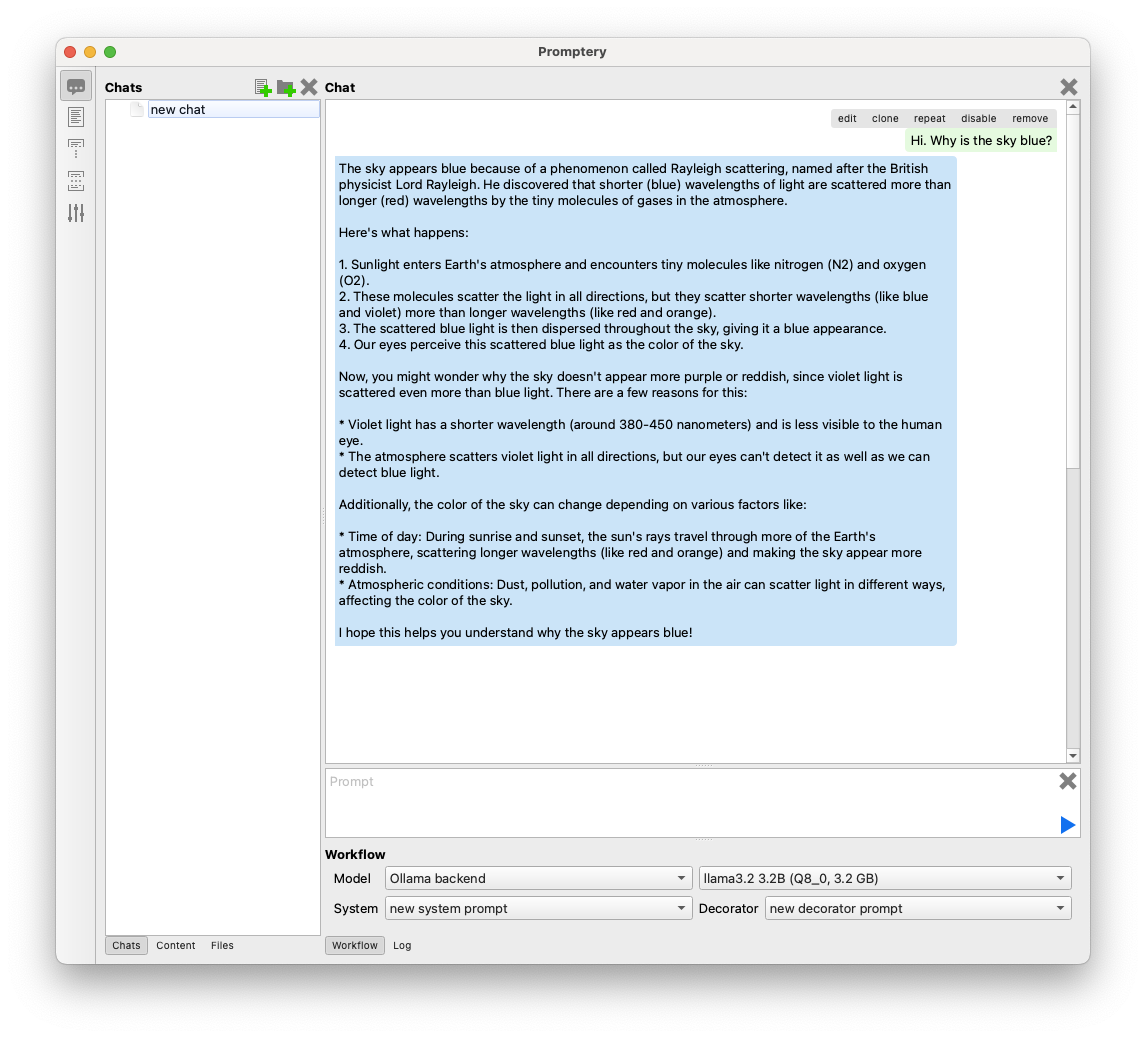 Promptery
Chats
new chat
Chat
edit clone repeat disable remove
Hi. Why is the sky blue?
The sky appears blue because of a phenomenon called Rayleigh scattering, named after the British
physicist Lord Rayleigh. He discovered that shorter (blue) wavelengths of light are scattered more than
longer (red) wavelengths by the tiny molecules of gases in the atmosphere.
Here's what happens:
1. Sunlight enters Earth's atmosphere and encounters tiny molecules like nitrogen (N2) and oxygen
(O2).
2. These molecules scatter the light in all directions, but they scatter shorter wavelengths (like blue
and violet) more than longer wavelengths (like red and orange).
3. The scattered blue light is then dispersed throughout the sky, giving it a blue appearance.
4. Our eyes perceive this scattered blue light as the color of the sky.
Now, you might wonder why the sky doesn't appear more purple or reddish, since violet light is
scattered even more than blue light. There are a few reasons for this:
* Violet light has a shorter wavelength (around 380-450 nanometers) and is less visible to the human
eye.
* The atmosphere scatters violet light in all directions, but our eyes can't detect it as well as we can
detect blue light.
Additionally, the color of the sky can change depending on various factors like:
* Time of day: During sunrise and sunset, the sun's rays travel through more of the Earth's
atmosphere, scattering longer wavelengths (like red and orange) and making the sky appear more
reddish.
* Atmospheric conditions: Dust, pollution, and water vapor in the air can scatter light in different ways,
affecting the color of the sky.
I hope this helps you understand why the sky appears blue!
Prompt
Workflow
Model Ollama backend llama3.2 3.2B (Q8_0, 3.2 GB)
System new system prompt Decorator new decorator prompt
Chats Content Files
Workflow Log